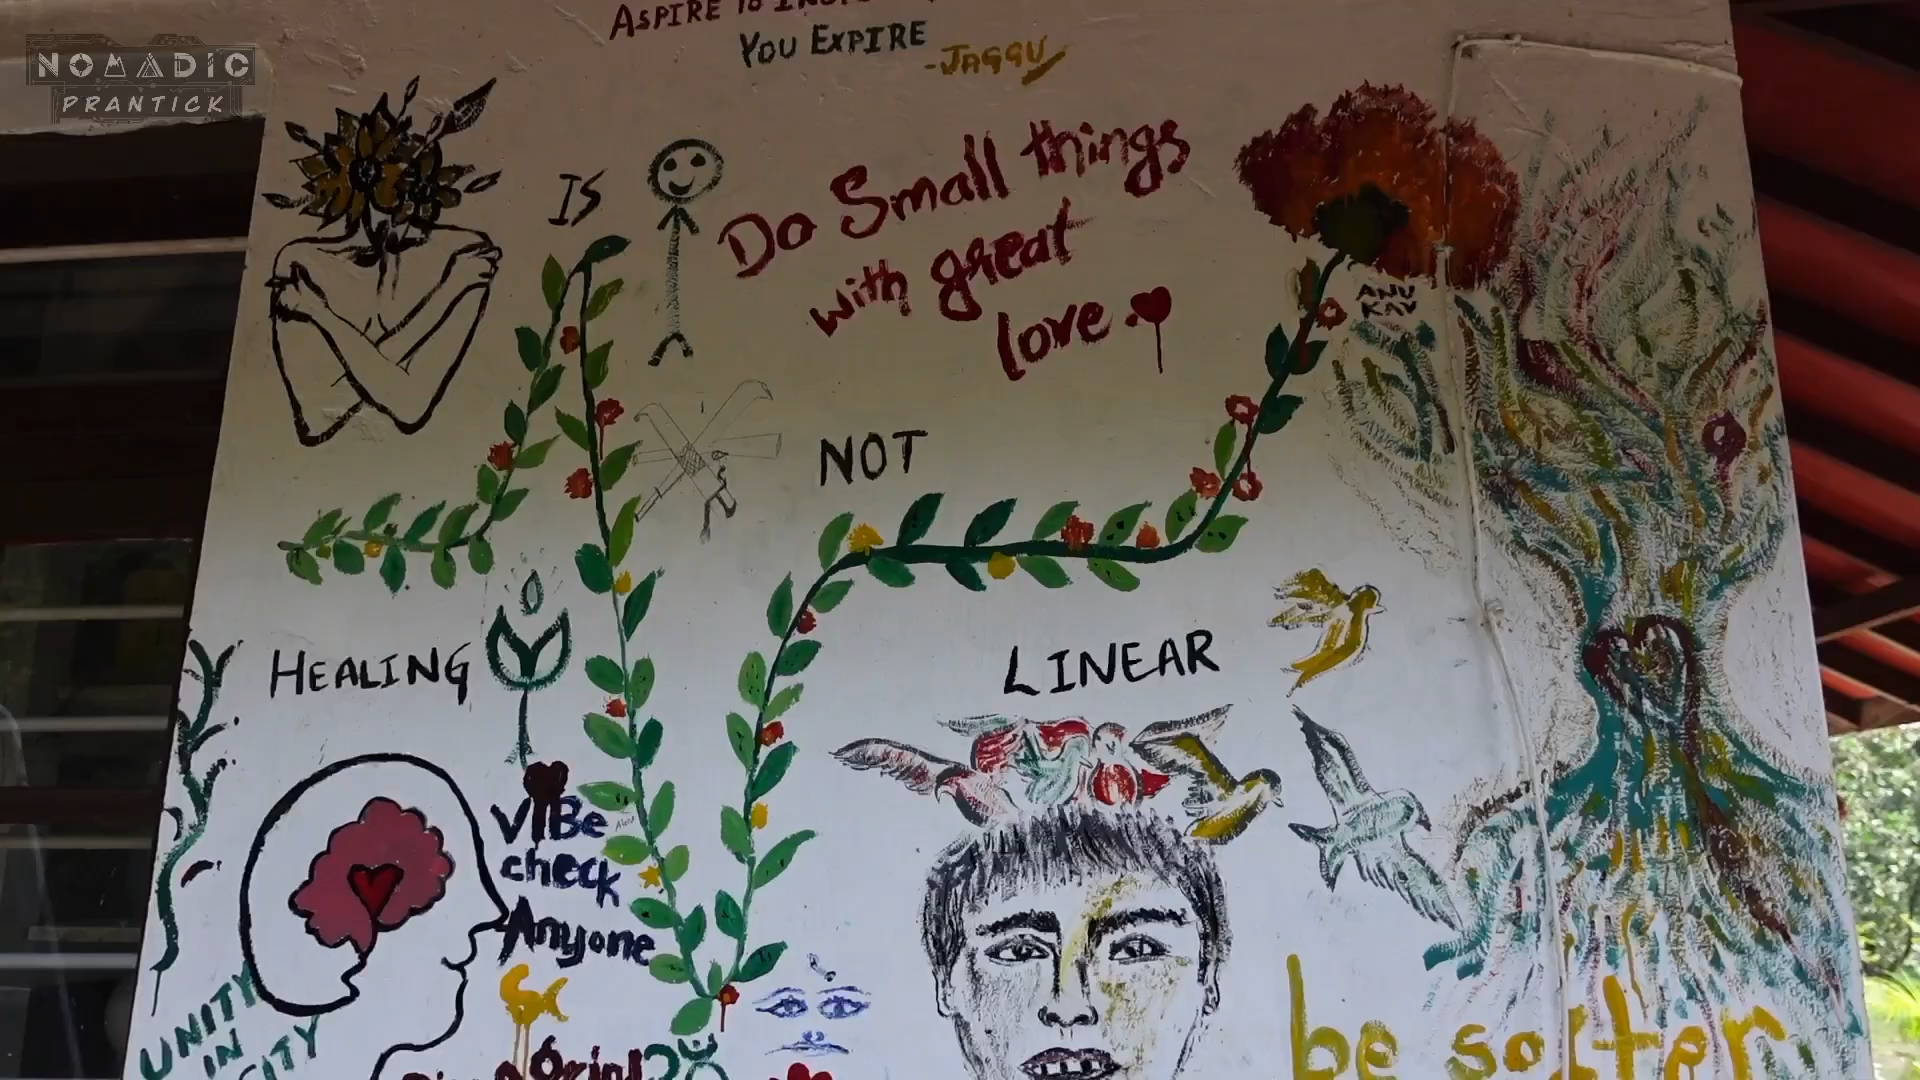 NOMADIC
PRANTICK
ASPIRE TO
YOU EXPIRE
-JAGGU
IS
Do Small things
with great
love.
ANU
NOT
HEALING
LINEAR
VIBe
check
Anyone
UNITY
IN
be softer